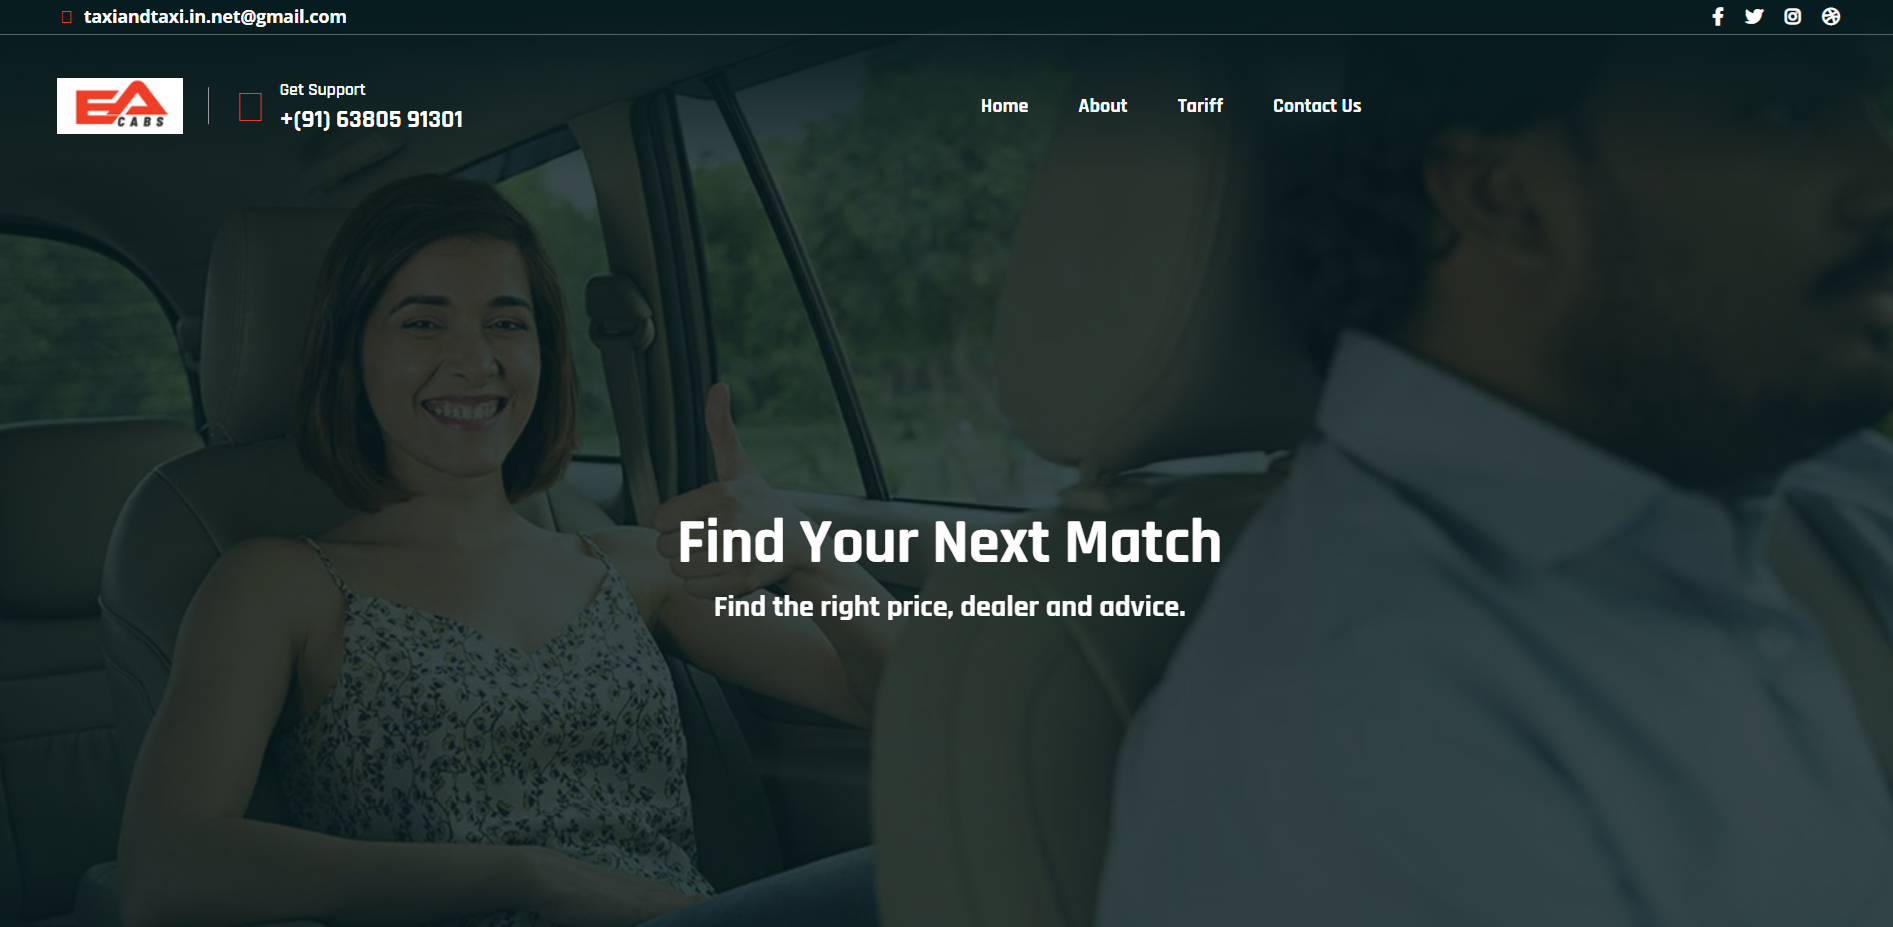 taxiandtaxi.in.net@gmail.com
EA
CABS
Get Support
+(91) 63805 91301
Home About Tariff Contact Us
Find Your Next Match
Find the right price, dealer and advice.